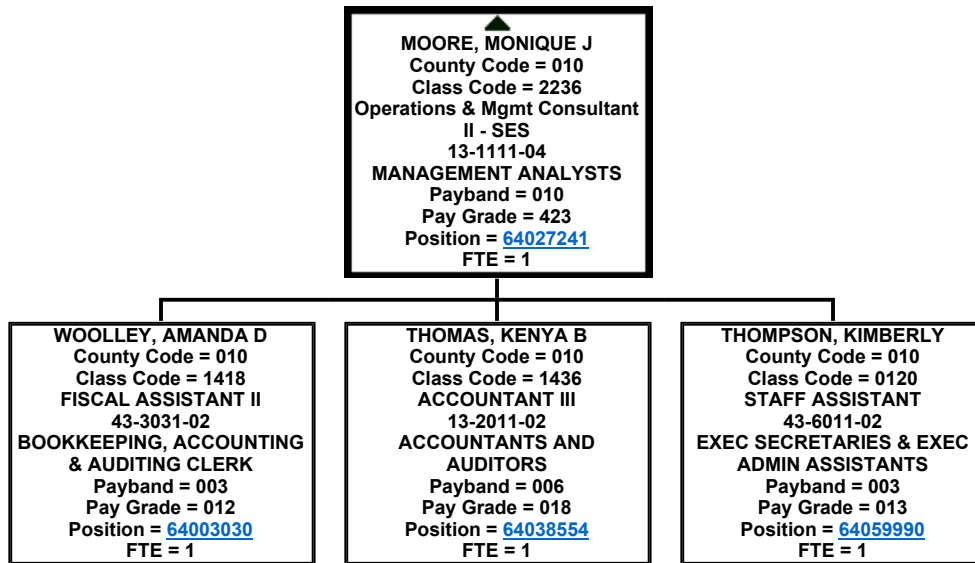 MOORE, MONIQUE J
County Code = 010
Class Code = 2236
Operations & Mgmt Consultant
II - SES
13-1111-04
MANAGEMENT ANALYSTS
Payband = 010
Pay Grade = 423
Position = 64027241
FTE = 1
WOOLLEY, AMANDA D
County Code = 010
Class Code = 1418
FISCAL ASSISTANT II
43-3031-02
BOOKKEEPING, ACCOUNTING
& AUDITING CLERK
Payband = 003
Pay Grade = 012
Position = 64003030
FTE = 1
THOMAS, KENYA B
County Code = 010
Class Code = 1436
ACCOUNTANT III
13-2011-02
ACCOUNTANTS AND
AUDITORS
Payband = 006
Pay Grade = 018
Position = 64038554
FTE = 1
THOMPSON, KIMBERLY
County Code = 010
Class Code = 0120
STAFF ASSISTANT
43-6011-02
EXEC SECRETARIES & EXEC
ADMIN ASSISTANTS
Payband = 003
Pay Grade = 013
Position = 64059990
FTE = 1